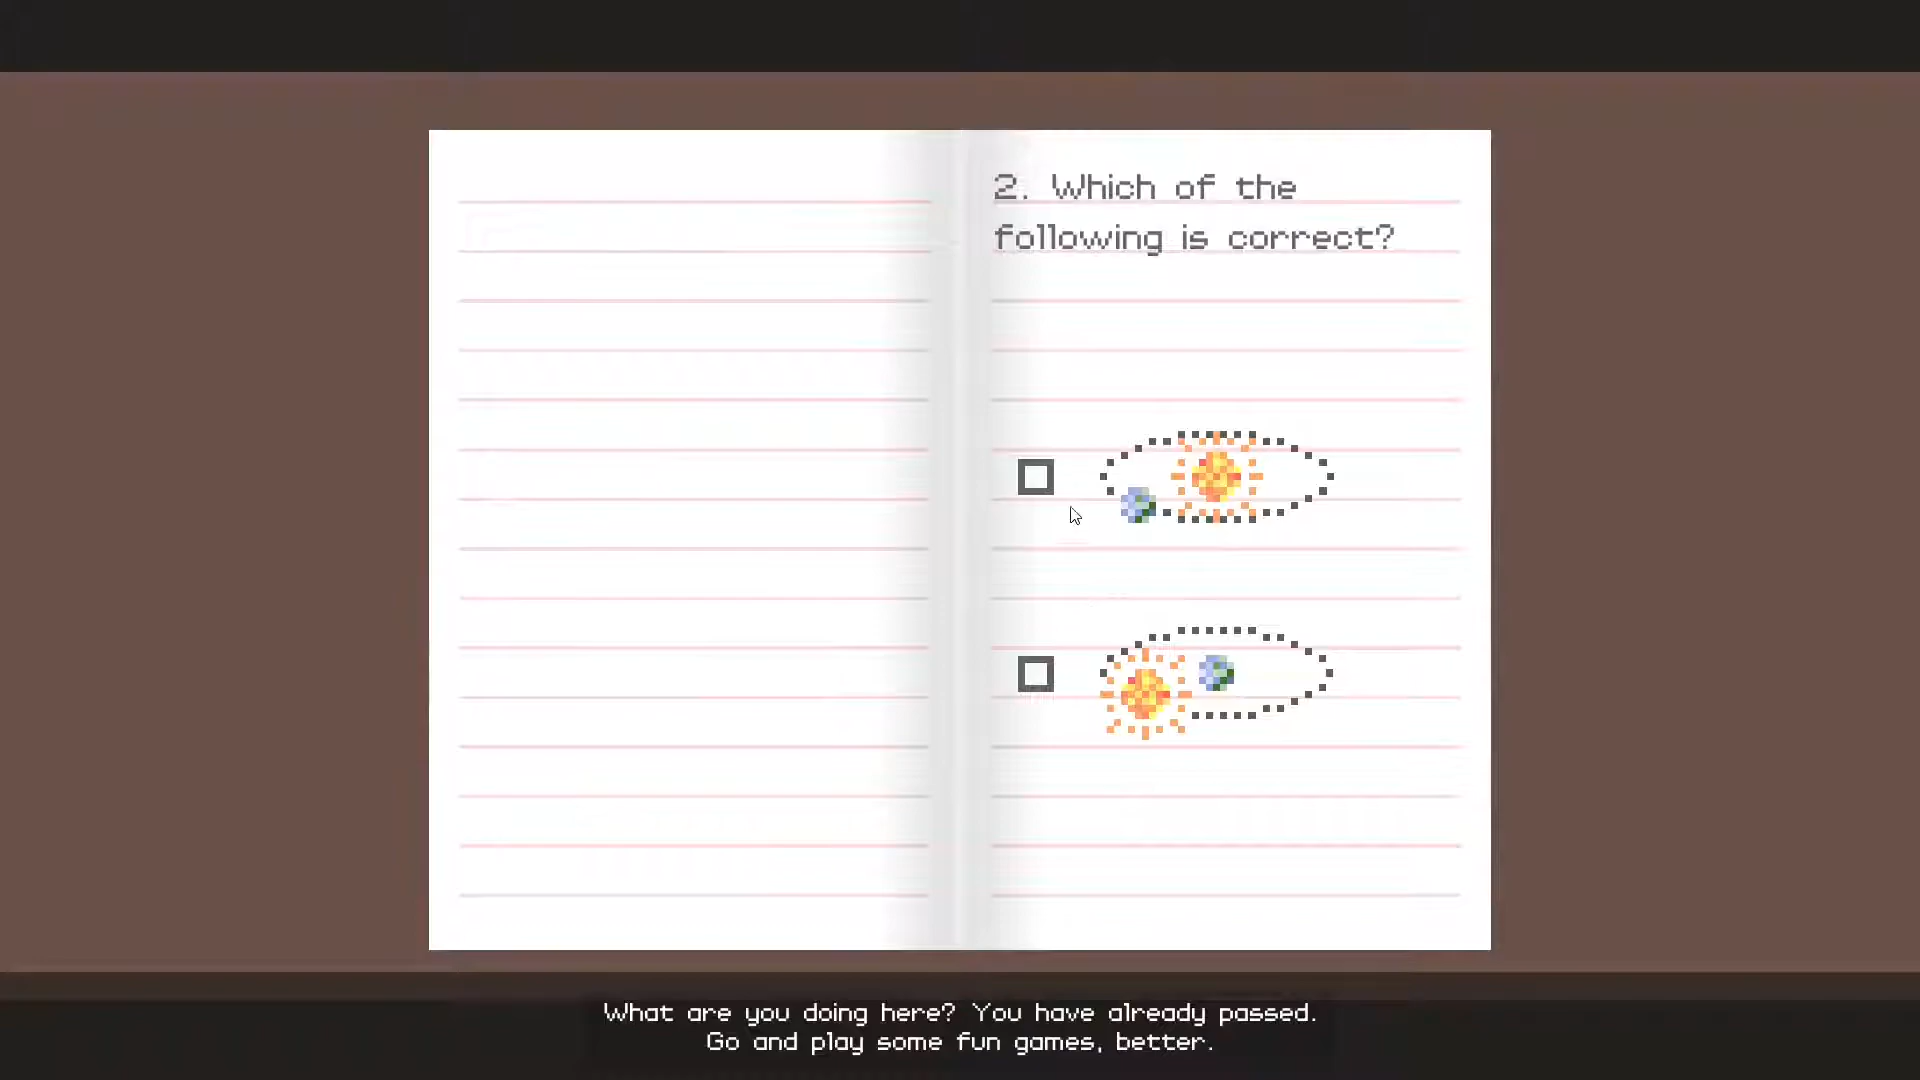 2. Which of the
following is correct?
What are you doing here? You have already passed.
Go and play some fun games, better.